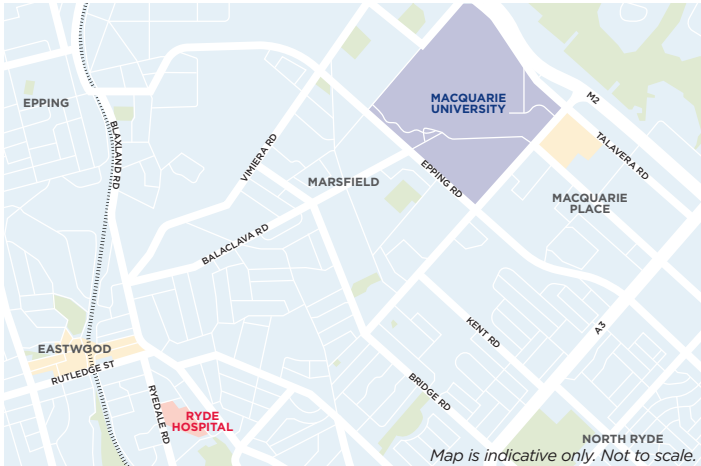 MACQUARIE
UNIVERSITY
M2
EPPING
BLAXLAND RD
VIMIERA RD
TALAVERA RD
EPPING RD
MARSFIELD
MACQUARIE
PLACE
BALACLAVA RD
KENT RD
A3
EASTWOOD
RUTLEDGE ST
BRIDGE RD
RYEDALE RD
RYDE
HOSPITAL
NORTH RYDE
Map is indicative only. Not to scale.